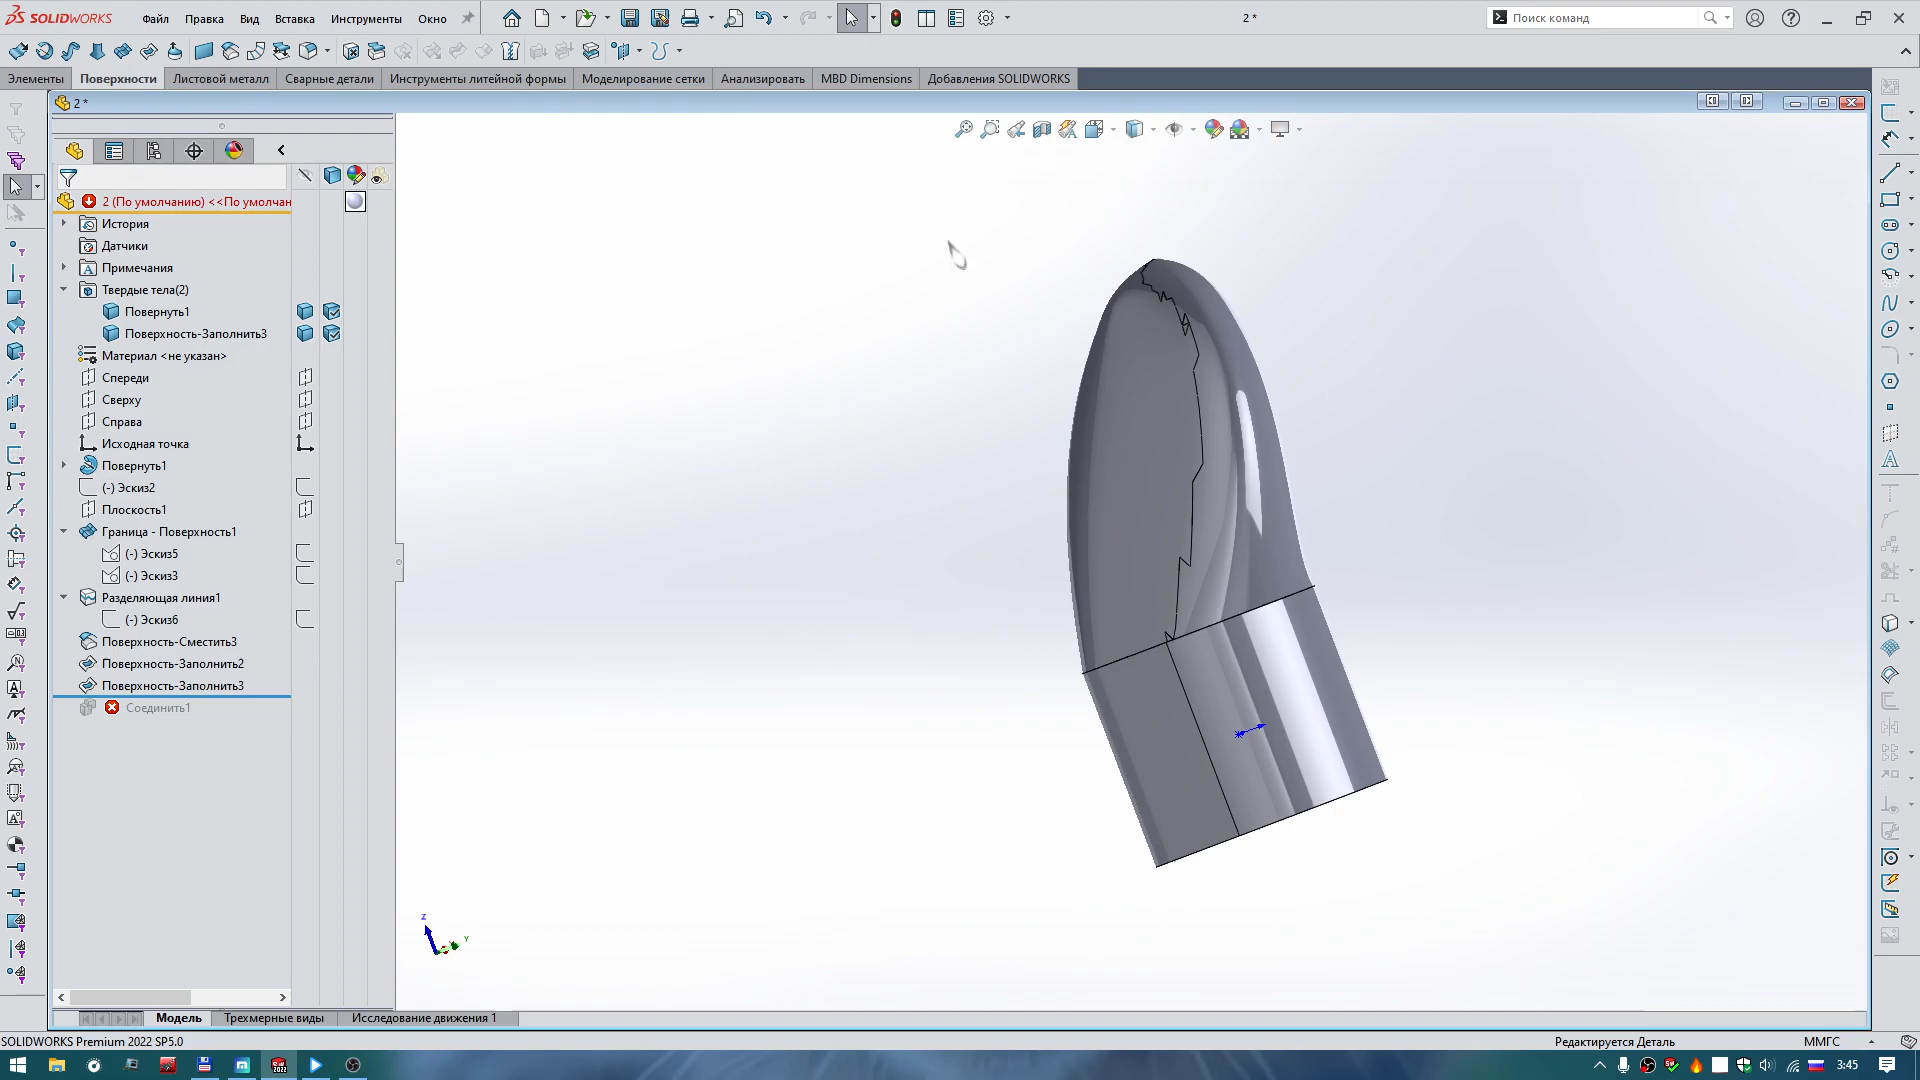 SOLIDWORKS Файл Правка Вид Вставка Инструменты Окно 2 * Поиск команд
Элементы Поверхности Листовой металл Сварные детали Инструменты литейной формы Моделирование сетки Анализировать MBD Dimensions Добавления SOLIDWORKS
2 *
2 (По умолчанию) <<По умолчан
История
Датчики
Примечания
Твердые тела(2)
Повернуть1
Поверхность-Заполнить3
Материал <не указан>
Спереди
Сверху
Справа
Исходная точка
Повернуть1
(-) Эскиз2
Плоскость1
Граница - Поверхность1
(-) Эскиз5
(-) Эскиз3
Разделяющая линия1
(-) Эскиз6
Поверхность-Сместить3
Поверхность-Заполнить2
Поверхность-Заполнить3
Соединить1
Z
Y
Модель Трехмерные виды Исследование движения 1
SOLIDWORKS Premium 2022 SP5.0 Редактируется Деталь ММГС
3:45